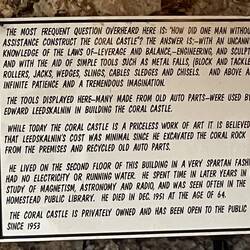 THE MOST FREQUENT QUESTION OVERHEARD HERE IS: "HOW DID ONE MAN WITHOUT
ASSISTANCE CONSTRUCT THE CORAL CASTLE"? THE ANSWER IS;-WITH AN UNCANNY
KNOWLEDGE OF THE LAWS OF-LEVERAGE AND BALANCE,-ENGINEERING, AND SCULPT
AND WITH THE AID OF SIMPLE TOOLS SUCH AS METAL FALLS, (BLOCK AND TACKLE
ROLLERS, JACKS, WEDGES, SLINGS, CABLES SLEDGES AND CHISELS AND ABOVE A
INFINITE PATIENCE AND A TREMENDOUS IMAGINATION.
THE TOOLS DISPLAYED HERE-MANY MADE FROM OLD AUTO PARTS-WERE USED B
EDWARD LEEDSKALNIN IN BUILDING THE CORAL CASTLE.
WHILE TODAY THE CORAL CASTLE IS A PRICELESS WORK OF ART IT IS BELIEVED
THAT LEEDSKALNIN'S COST WAS MINIMAL SINCE HE EXCAVATED THE CORAL ROCK
FROM THE PREMISES AND RECYCLED OLD AUTO PARTS.
HE LIVED ON THE SECOND FLOOR OF THIS BUILDING IN A VERY SPARTAN FASHI
HAD NO ELECTRICITY OR RUNNING WATER. HE SPENT TIME IN LATER YEARS IN
STUDY OF MAGNETISM, ASTRONOMY AND RADIO, AND WAS SEEN OFTEN IN THE
HOMESTEAD PUBLIC LIBRARY. HE DIED IN DEC. 1951 AT THE AGE OF 64.
THE CORAL CASTLE IS PRIVATELY OWNED AND HAS BEEN OPEN TO THE PUBLIC
SINCE 1953